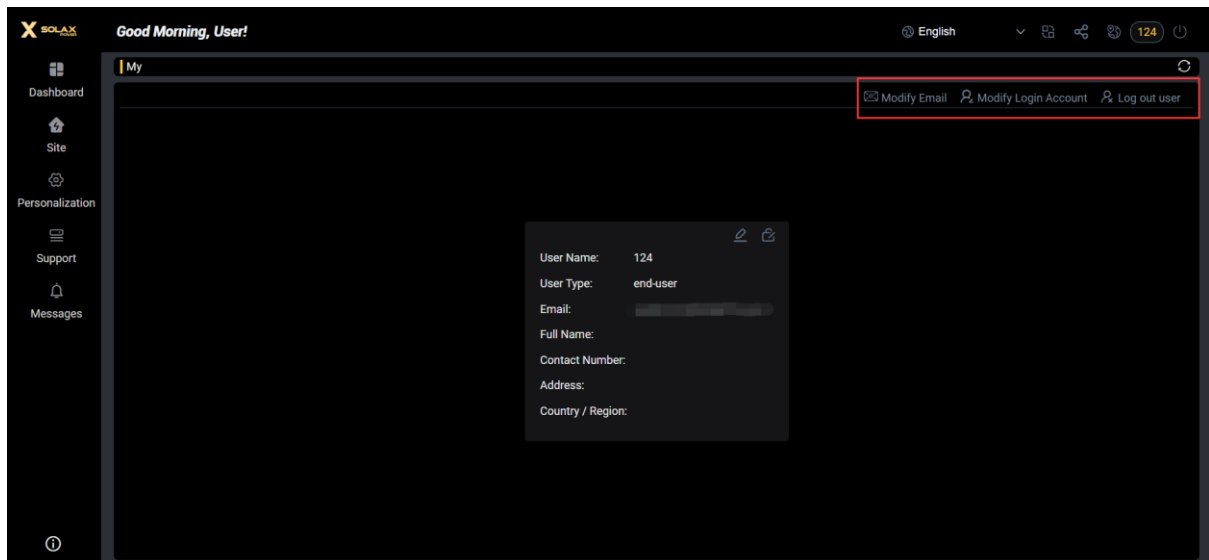 SOLAX
POWER
Good Morning, User!
English
124
Dashboard
Site
Personalization
Support
Messages
My
Modify Email
Modify Login Account
Log out user
User Name: 124
User Type: end-user
Email:
Full Name:
Contact Number:
Address:
Country / Region: